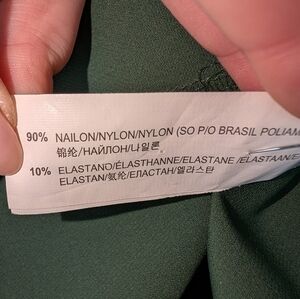 90% NAILON/NYLON/NYLON (SO P/O BRASIL POLIAM
锦纶/НАЙЛОН/나일론
10% ELASTANO/ÉLASTHANNE/ELASTANE/ELASTAAN/E
ELASTAN/氨纶/ЕЛАСТАН/엘라스탄